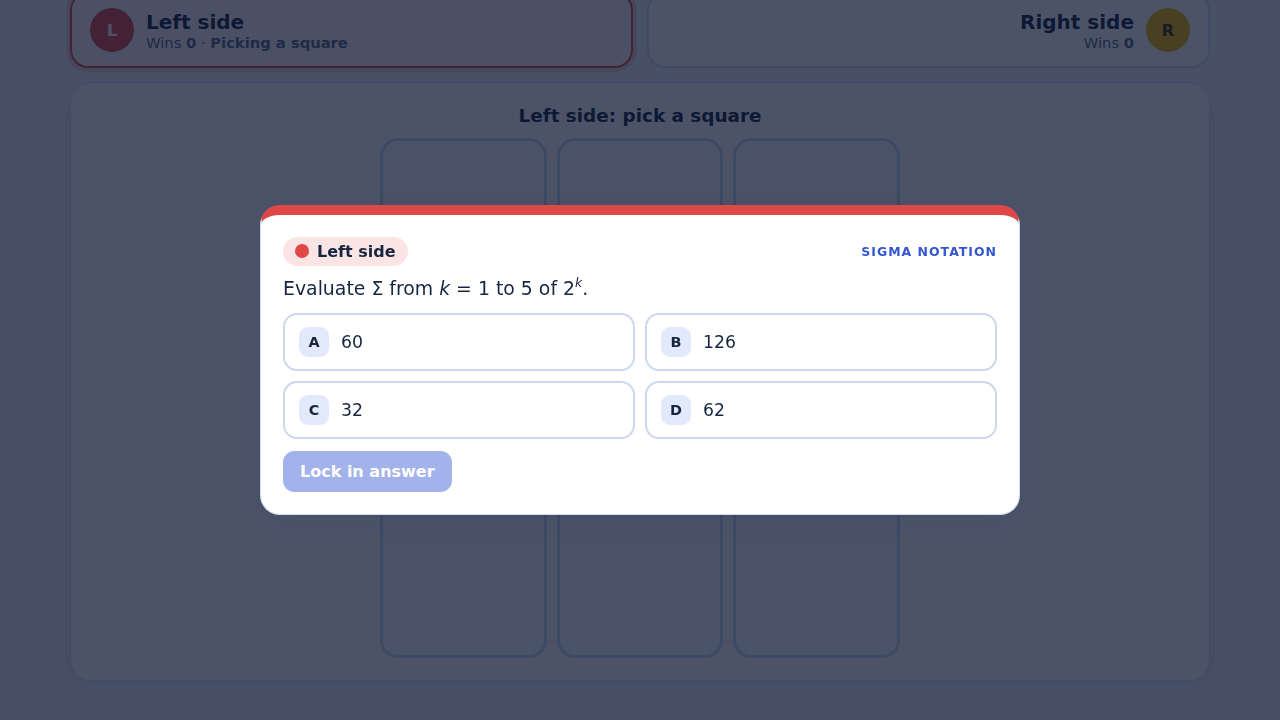 L
Left side
Wins 0 · Picking a square
Right side
Wins 0
R
Left side: pick a square
Left side
SIGMA NOTATION
Evaluate Σ from k = 1 to 5 of 2ᵏ.
A 60
B 126
C 32
D 62
Lock in answer